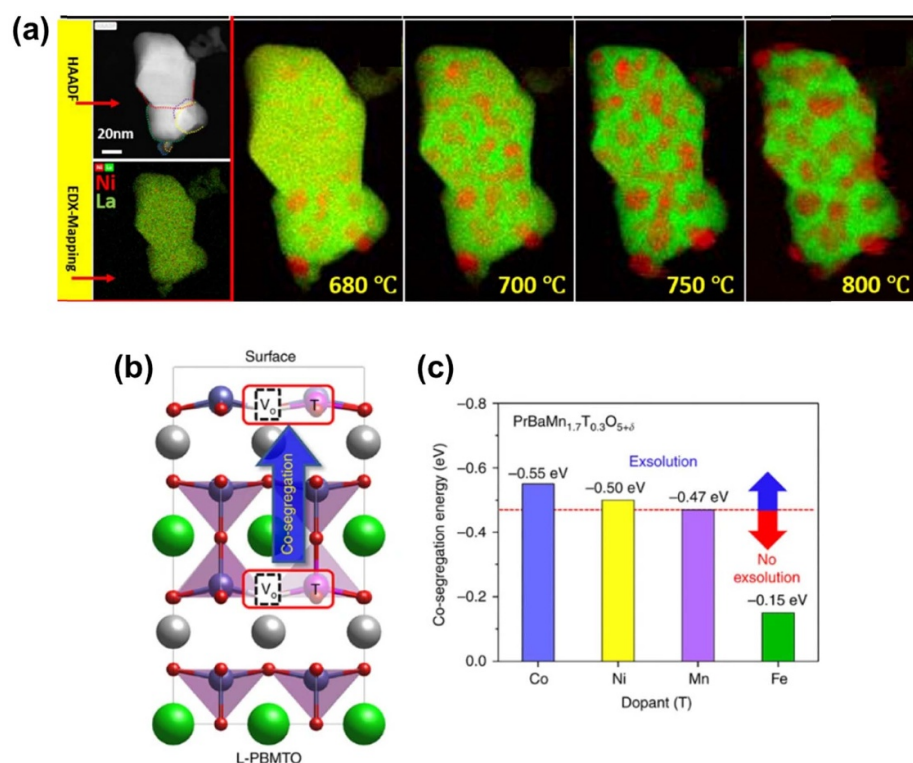 (a)
HAADF
20nm
Ni
La
EDX-Mapping
680 °C
700 °C
750 °C
800 °C
(b)
Surface
Vo
T
Co-segregation
Vo
T
L-PBMTO
(c)
Co-segregation energy (eV)
−0.8
−0.6
−0.4
−0.2
0.0
PrBaMn1.7T0.3O5+δ
Exsolution
−0.55 eV
−0.50 eV
−0.47 eV
No
exsolution
−0.15 eV
Co
Ni
Mn
Fe
Dopant (T)